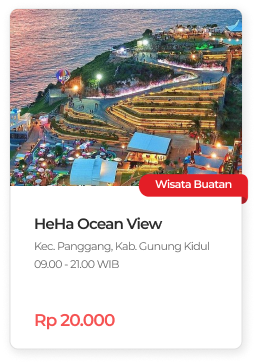 Wisata Buatan
HeHa Ocean View
Kec. Panggang, Kab. Gunung Kidul
09.00 - 21.00 WIB
Rp 20.000